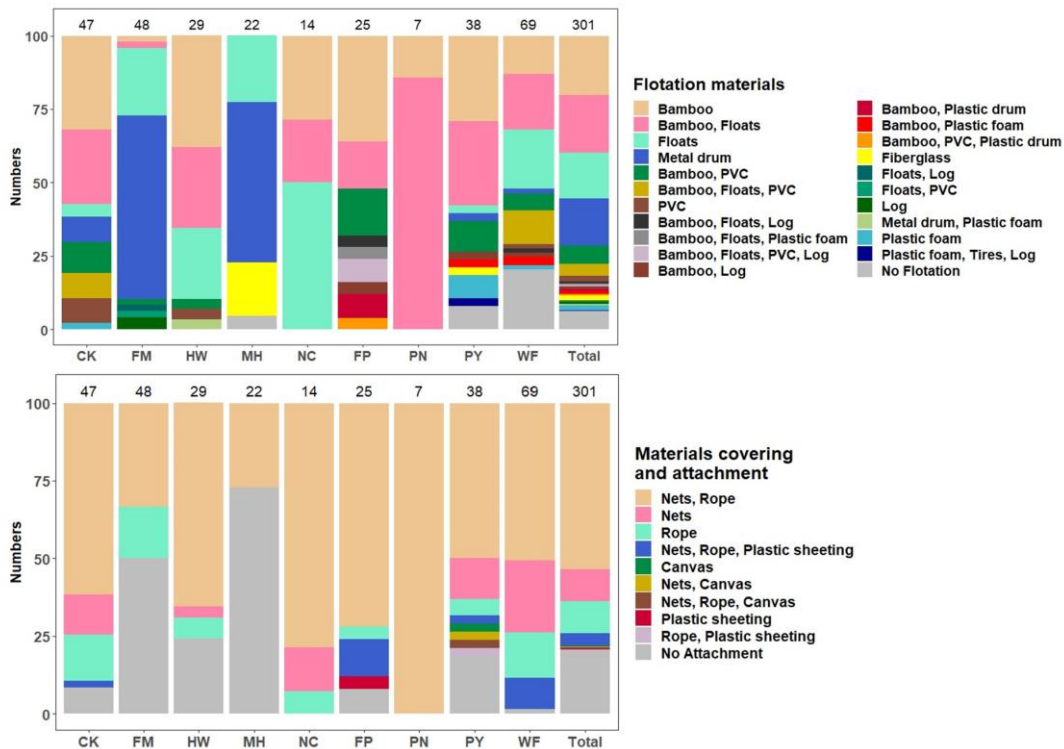 47 48 29 22 14 25 7 38 69 301
100
75
50
25
0
Numbers
CK FM HW MH NC FP PN PY WF Total
Flotation materials
Bamboo
Bamboo, Floats
Floats
Metal drum
Bamboo, PVC
Bamboo, Floats, PVC
PVC
Bamboo, Floats, Log
Bamboo, Floats, Plastic foam
Bamboo, Floats, PVC, Log
Bamboo, Log
Bamboo, Plastic drum
Bamboo, Plastic foam
Bamboo, PVC, Plastic drum
Fiberglass
Floats, Log
Floats, PVC
Log
Metal drum, Plastic foam
Plastic foam
Plastic foam, Tires, Log
No Flotation
47 48 29 22 14 25 7 38 69 301
100
75
50
25
0
Numbers
CK FM HW MH NC FP PN PY WF Total
Materials covering
and attachment
Nets, Rope
Nets
Rope
Nets, Rope, Plastic sheeting
Canvas
Nets, Canvas
Nets, Rope, Canvas
Plastic sheeting
Rope, Plastic sheeting
No Attachment